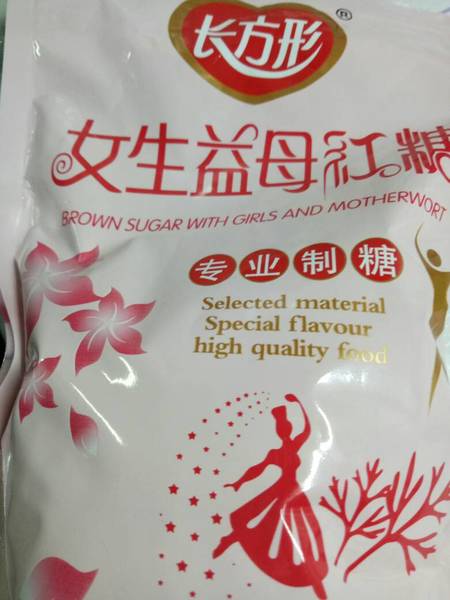 长方形®
女生益母红糖
BROWN SUGAR WITH GIRLS AND MOTHERWORT
专业制糖
Selected material
Special flavour
high quality food